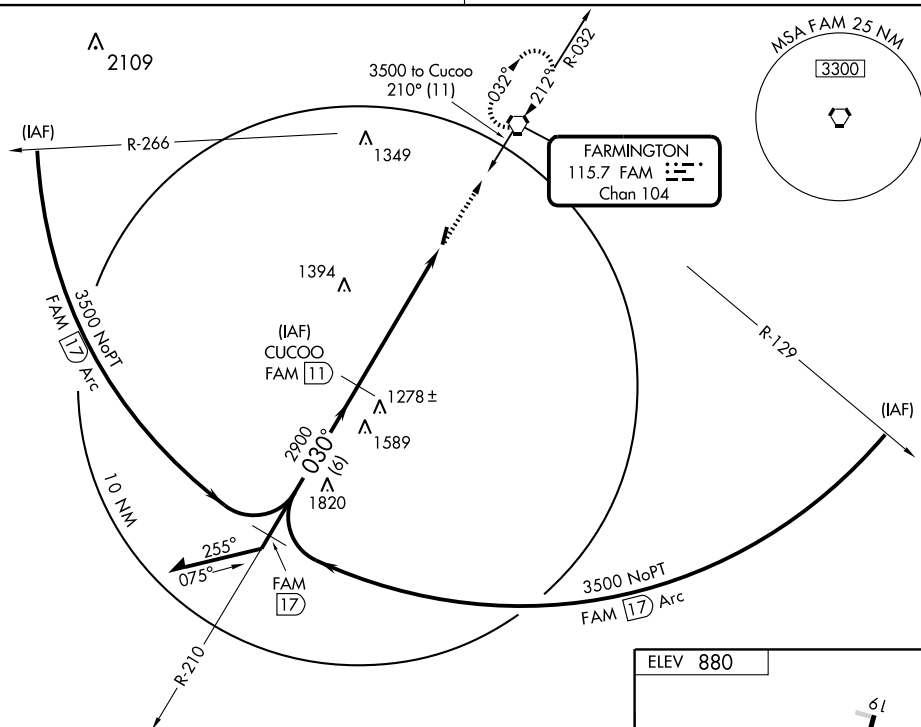 2109
(IAF)
R-266
1349
3500 to Cucoo
210° (11)
032°
212°
R-032
MSA FAM 25 NM
3300
FARMINGTON
115.7 FAM
Chan 104
3500 NoPT
FAM 17 Arc
1394
(IAF)
CUCOO
FAM 11
1278 ±
1589
2900
030°
(6)
1820
R-129
(IAF)
10 NM
255°
075°
FAM
17
3500 NoPT
FAM 17 Arc
R-210
ELEV 880
19